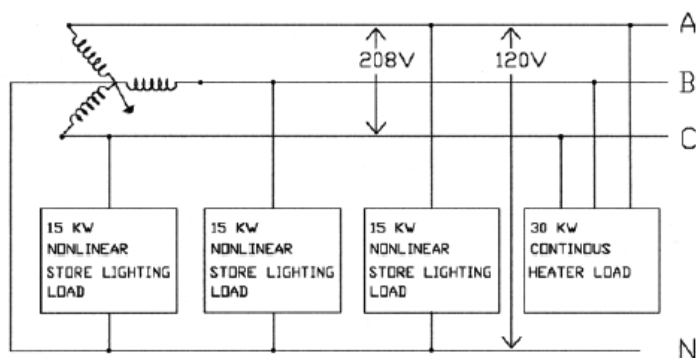 A
208V
120V
B
C
15 KW
NONLINEAR
STORE LIGHTING
LOAD
15 KW
NONLINEAR
STORE LIGHTING
LOAD
15 KW
NONLINEAR
STORE LIGHTING
LOAD
30 KW
CONTINOUS
HEATER LOAD
N